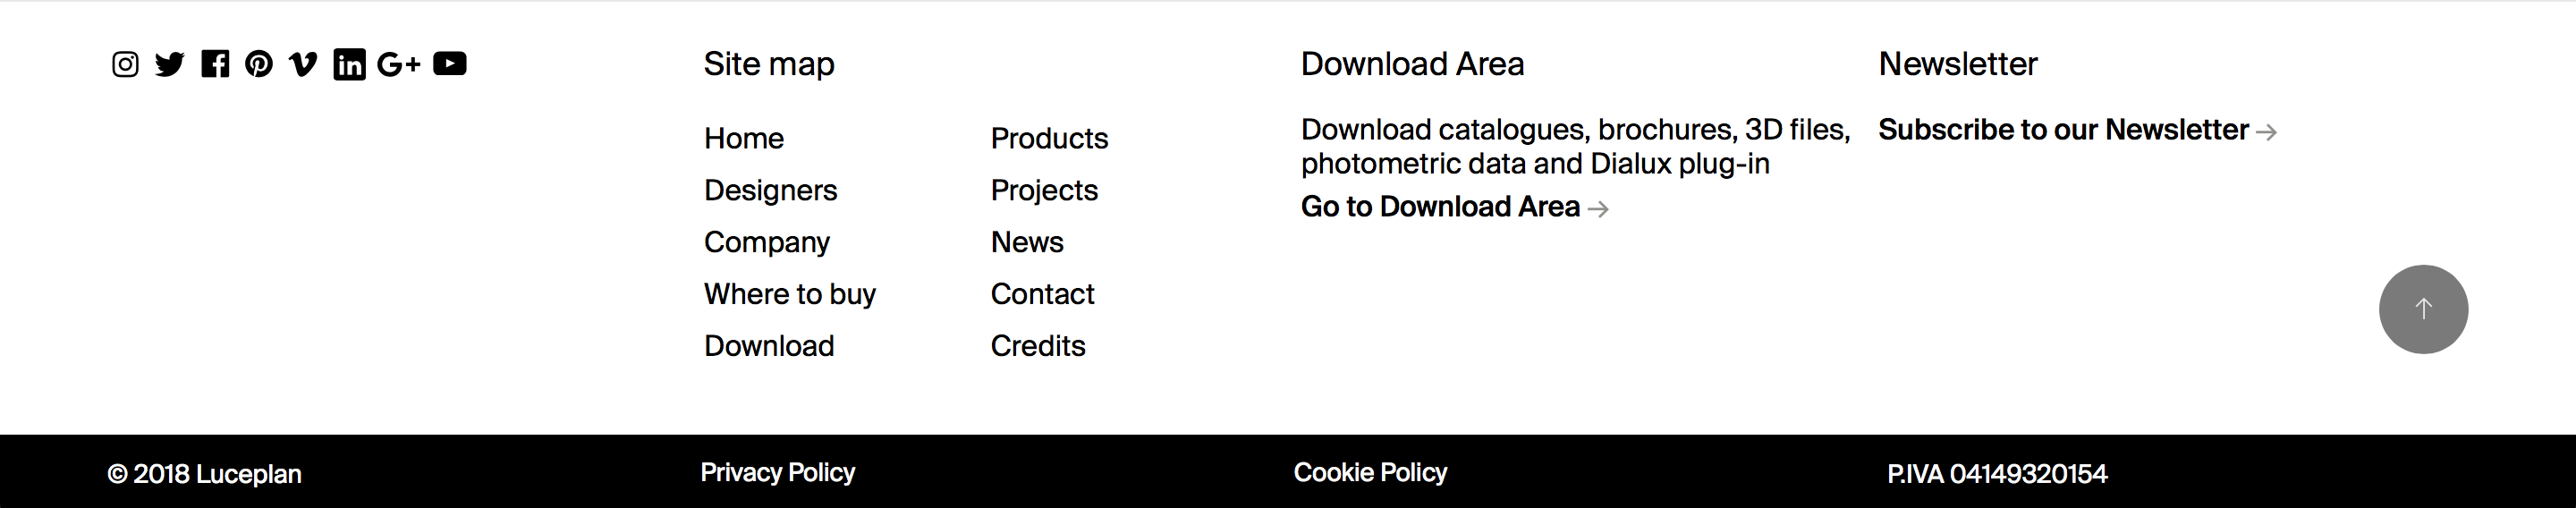 Site map
Home
Designers
Company
Where to buy
Download
Products
Projects
News
Contact
Credits
Download Area
Download catalogues, brochures, 3D files,
photometric data and Dialux plug-in
Go to Download Area →
Newsletter
Subscribe to our Newsletter →
© 2018 Luceplan
Privacy Policy
Cookie Policy
P.IVA 04149320154